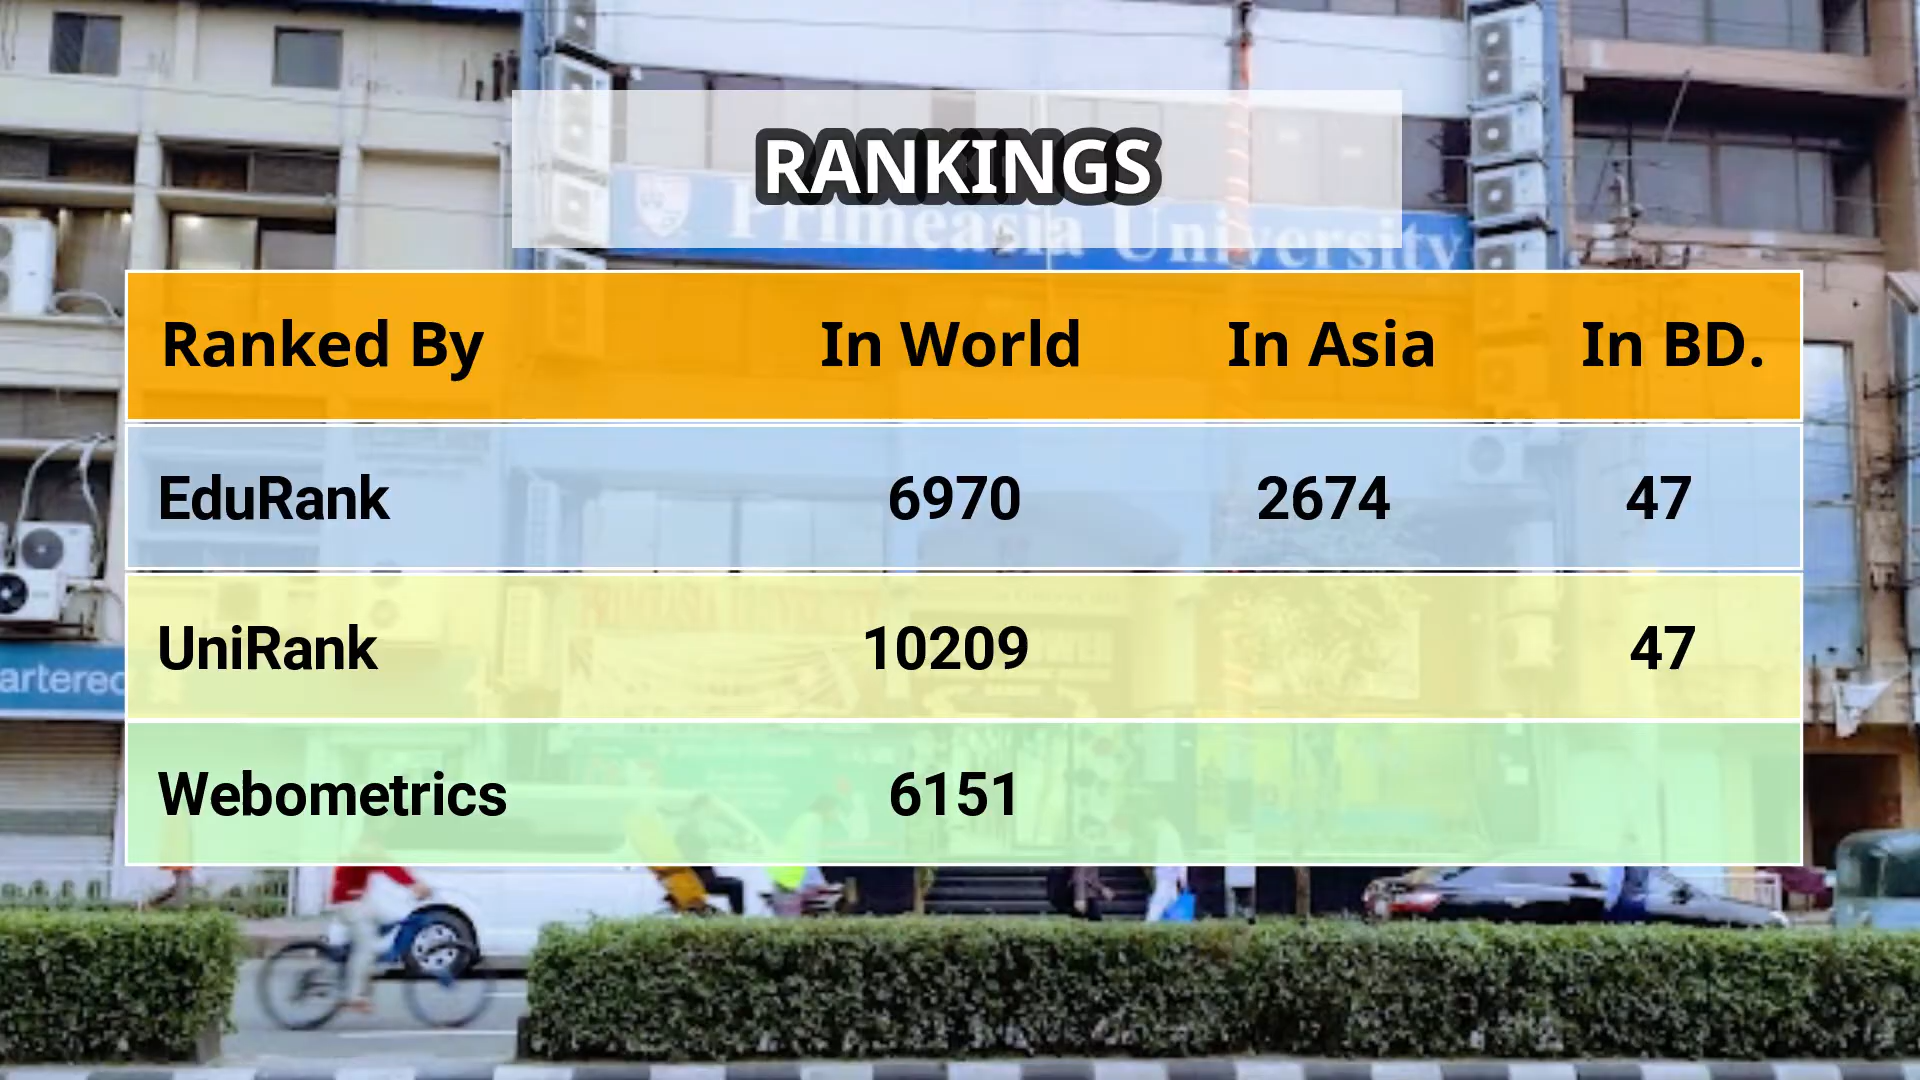 RANKINGS
Primeasia University
Ranked By In World In Asia In BD.
EduRank 6970 2674 47
UniRank 10209 47
artered
Webometrics 6151